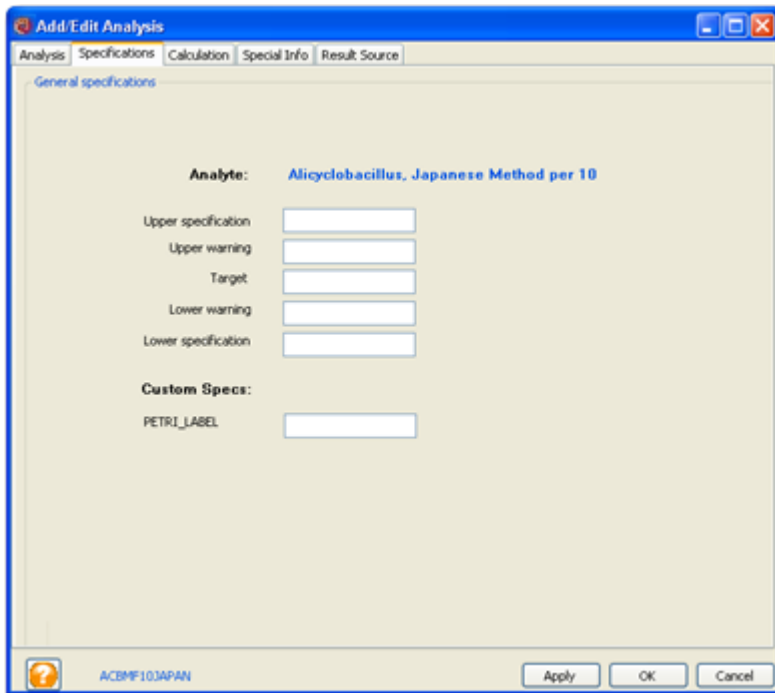 Add/Edit Analysis
Analysis Specifications Calculation Special Info Result Source
General specifications
Analyte: Alicyclobacillus, Japanese Method per 10
Upper specification
Upper warning
Target
Lower warning
Lower specification
Custom Specs:
PETRI_LABEL
ACBMF10JAPAN Apply OK Cancel